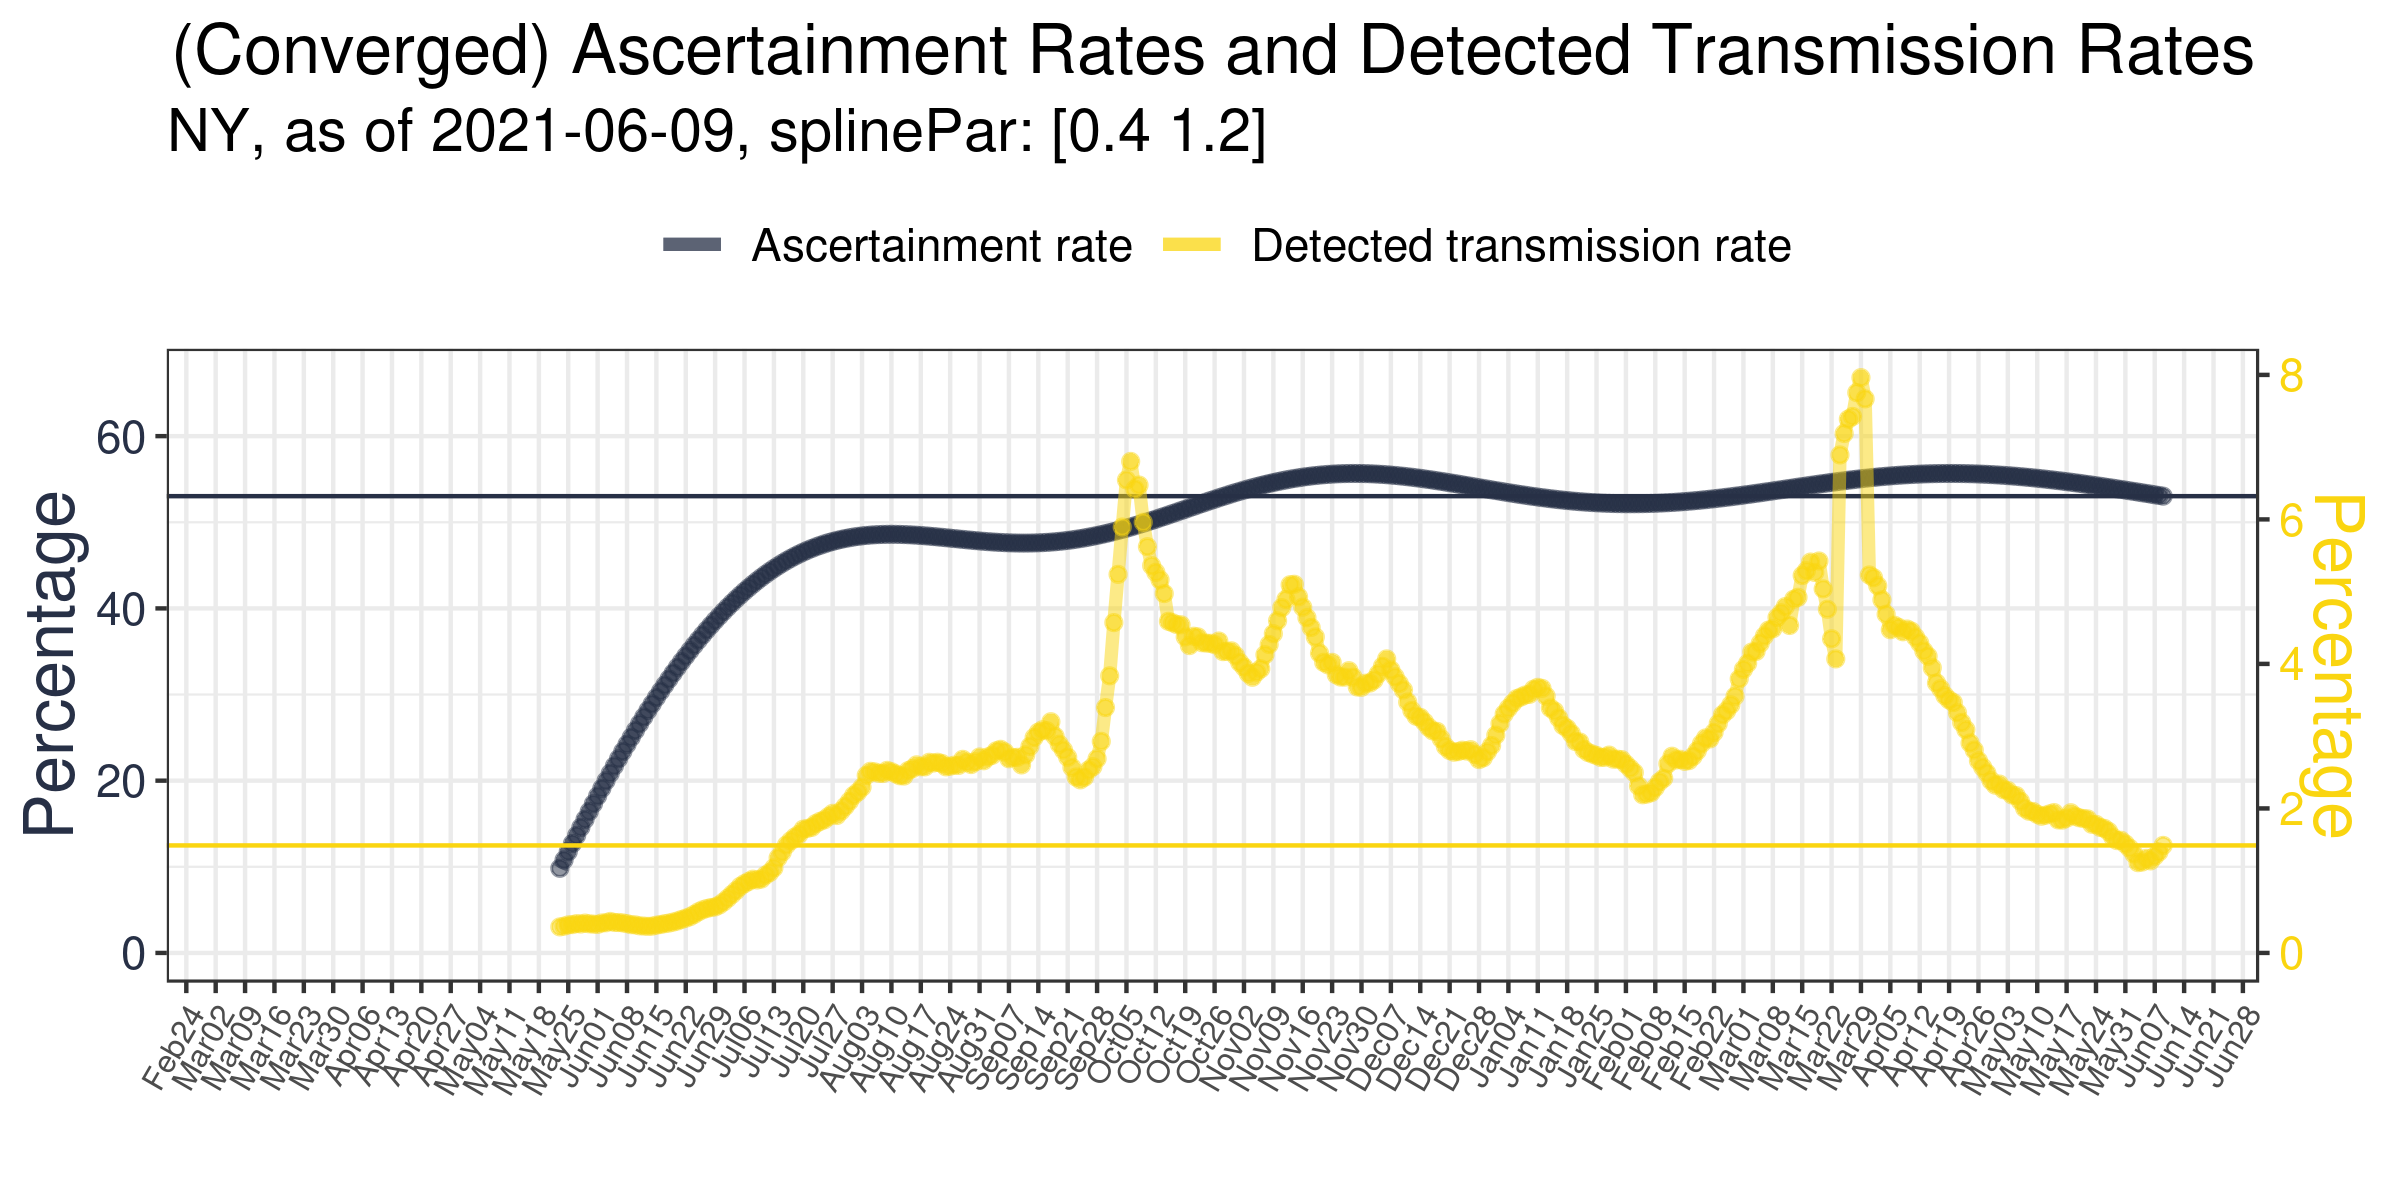 (Converged) Ascertainment Rates and Detected Transmission Rates
NY, as of 2021-06-09, splinePar: [0.4 1.2]
Ascertainment rate Detected transmission rate
Percentage
60
40
20
0
8
6
4
2
0
Percentage
Feb24
Mar02
Mar09
Mar16
Mar23
Mar30
Apr06
Apr13
Apr20
Apr27
May04
May11
May18
May25
Jun01
Jun08
Jun15
Jun22
Jun29
Jul06
Jul13
Jul20
Jul27
Aug03
Aug10
Aug17
Aug24
Aug31
Sep07
Sep14
Sep21
Sep28
Oct05
Oct12
Oct19
Oct26
Nov02
Nov09
Nov16
Nov23
Nov30
Dec07
Dec14
Dec21
Dec28
Jan04
Jan11
Jan18
Jan25
Feb01
Feb08
Feb15
Feb22
Mar01
Mar08
Mar15
Mar22
Mar29
Apr05
Apr12
Apr19
Apr26
May03
May10
May17
May24
May31
Jun07
Jun14
Jun21
Jun28